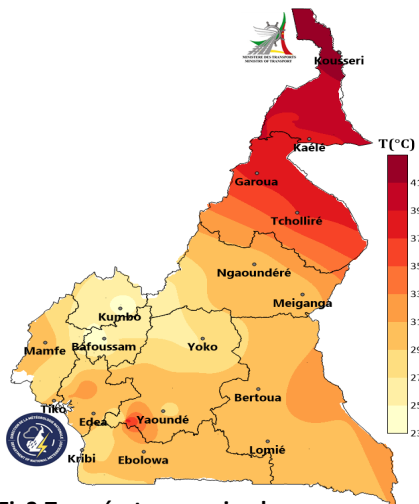 MINISTERE DES TRANSPORTS
MINISTRY OF TRANSPORT
Kousseri
T(°C)
Kaélé
41
Garoua
39
Tcholliré
37
35
Ngaoundéré
33
Meiganga
31
Kumbo
29
Mamfe
Bafoussam
Yoko
27
25
Bertoua
Tiko
Edea
Yaoundé
23
Kribi
Ebolowa
Lomié